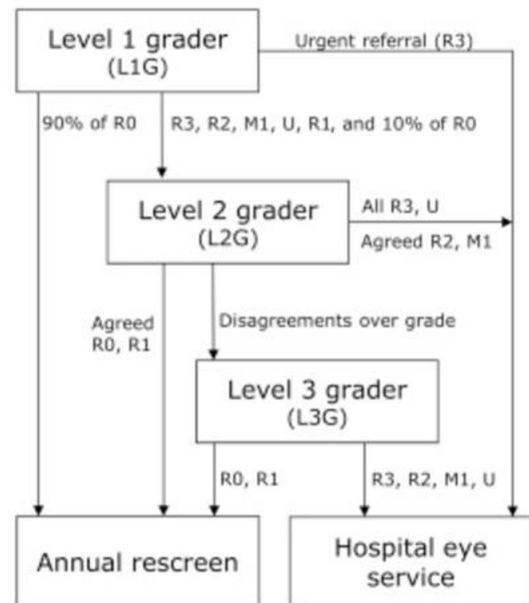 Level 1 grader
(L1G)
Urgent referral (R3)
90% of R0
R3, R2, M1, U, R1, and 10% of R0
Level 2 grader
(L2G)
All R3, U
Agreed R2, M1
Agreed
R0, R1
Disagreements over grade
Level 3 grader
(L3G)
R0, R1
R3, R2, M1, U
Annual rescreen
Hospital eye
service